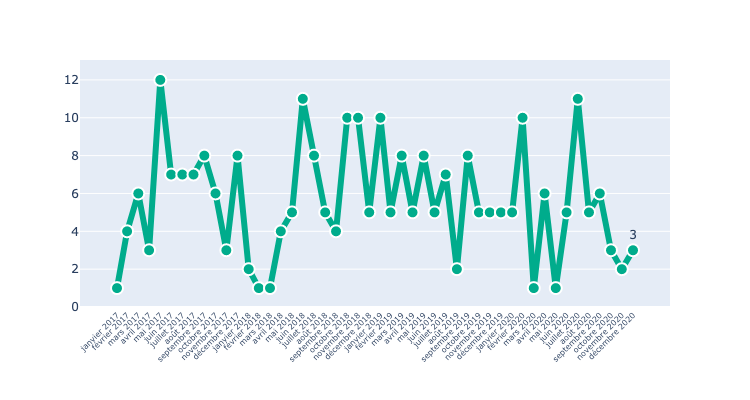 12
10
8
6
4
2
0
3
janvier 2017
février 2017
mars 2017
avril 2017
mai 2017
juin 2017
juillet 2017
août 2017
septembre 2017
octobre 2017
novembre 2017
décembre 2017
janvier 2018
février 2018
mars 2018
avril 2018
mai 2018
juin 2018
juillet 2018
août 2018
septembre 2018
octobre 2018
novembre 2018
décembre 2018
janvier 2019
février 2019
mars 2019
avril 2019
mai 2019
juin 2019
juillet 2019
août 2019
septembre 2019
octobre 2019
novembre 2019
décembre 2019
janvier 2020
février 2020
mars 2020
avril 2020
mai 2020
juin 2020
juillet 2020
août 2020
septembre 2020
octobre 2020
novembre 2020
décembre 2020